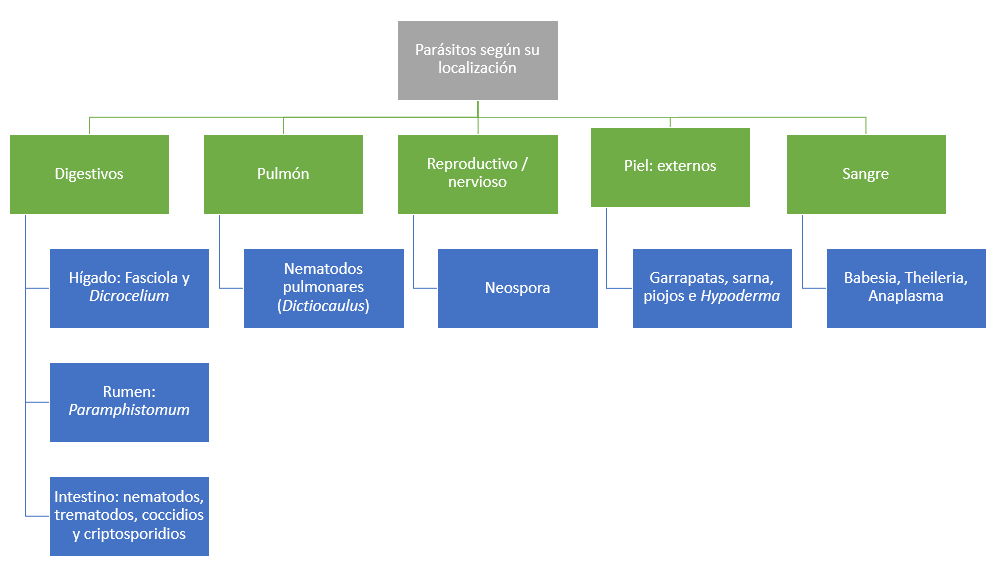 Parásitos según su
localización
Digestivos
Pulmón
Reproductivo /
nervioso
Piel: externos
Sangre
Hígado: Fasciola y
Dicrocelium
Nematodos
pulmonares
(Dictiocaulus)
Neospora
Garrapatas, sarna,
piojos e Hypoderma
Babesia, Theileria,
Anaplasma
Rumen:
Paramphistomum
Intestino: nematodos,
trematodos, coccidios
y criptosporidios